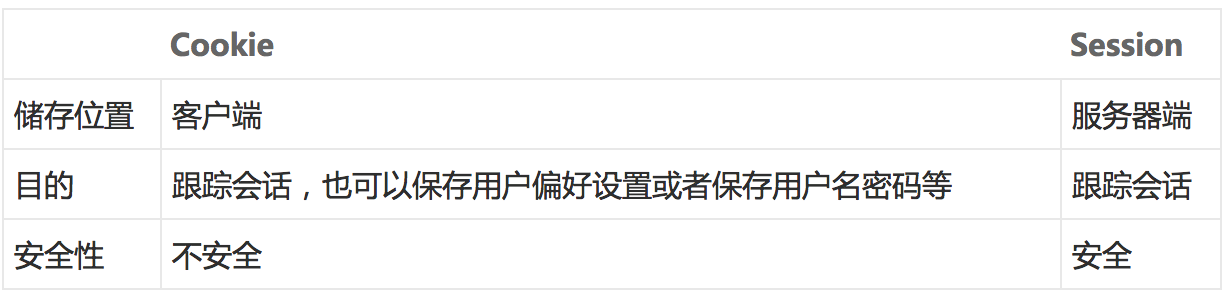 Cookie Session
储存位置 客户端 服务器端
目的 跟踪会话，也可以保存用户偏好设置或者保存用户名密码等 跟踪会话
安全性 不安全 安全